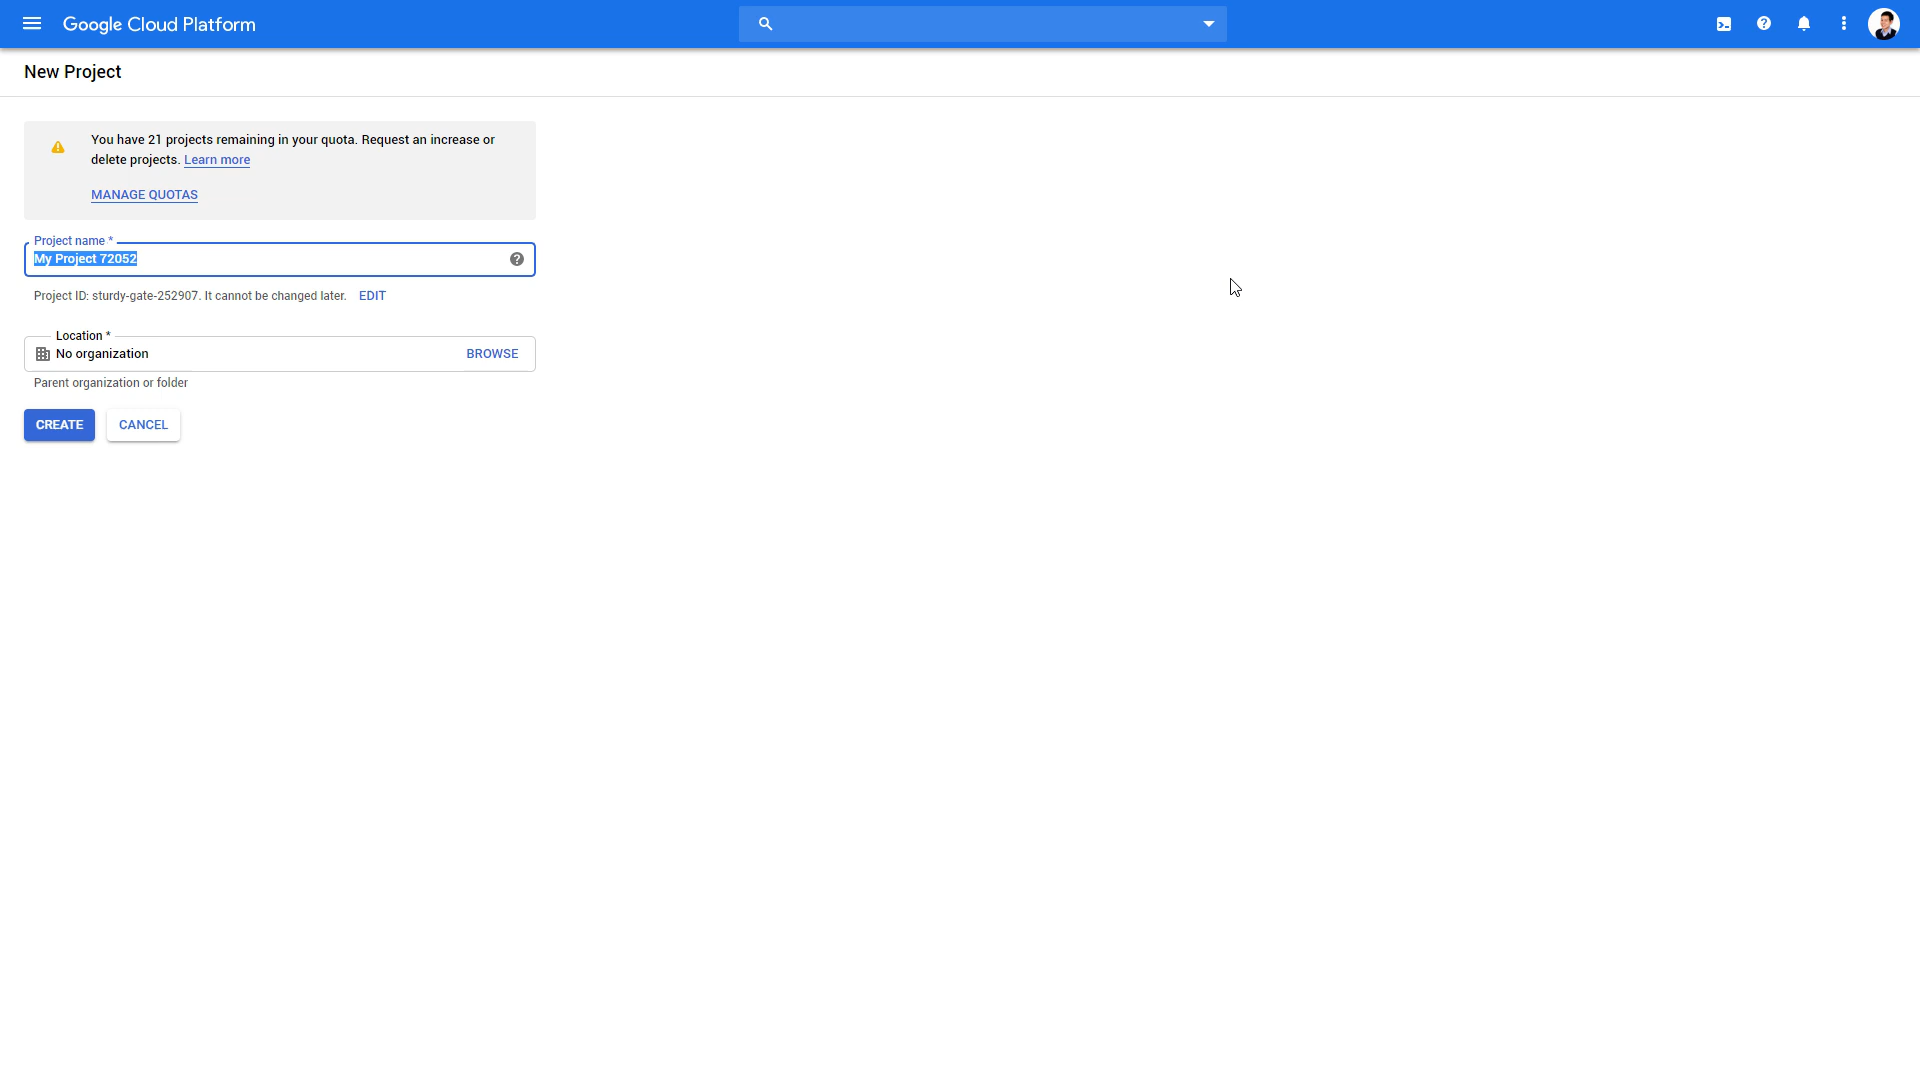 Google Cloud Platform
New Project
You have 21 projects remaining in your quota. Request an increase or
delete projects. Learn more
MANAGE QUOTAS
Project name *
My Project 72052
Project ID: sturdy-gate-252907. It cannot be changed later. EDIT
Location *
No organization BROWSE
Parent organization or folder
CREATE CANCEL